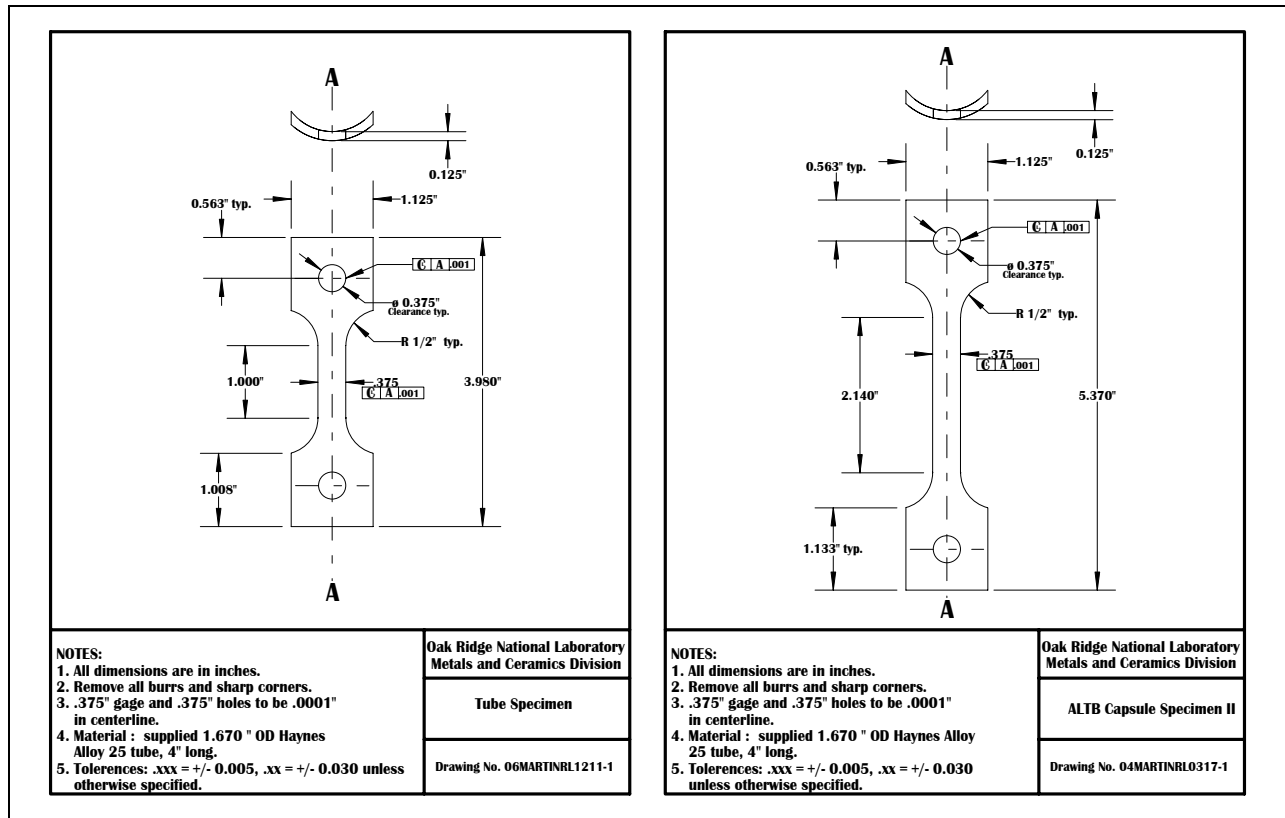 A
0.125"
0.563" typ.
1.125"
₵ A .001
ø 0.375"
Clearance typ.
R 1/2" typ.
1.000"
.375
₵ A .001
3.980"
1.008"
A
NOTES:
1. All dimensions are in inches.
2. Remove all burrs and sharp corners.
3. .375" gage and .375" holes to be .0001"
in centerline.
4. Material : supplied 1.670 " OD Haynes
Alloy 25 tube, 4" long.
5. Tolerences: .xxx = +/- 0.005, .xx = +/- 0.030 unless
otherwise specified.
Oak Ridge National Laboratory
Metals and Ceramics Division
Tube Specimen
Drawing No. 06MARTINRL1211-1
A
0.125"
0.563" typ.
1.125"
₵ A .001
ø 0.375"
Clearance typ.
R 1/2" typ.
.375
₵ A .001
2.140"
5.370"
1.133" typ.
A
NOTES:
1. All dimensions are in inches.
2. Remove all burrs and sharp corners.
3. .375" gage and .375" holes to be .0001"
in centerline.
4. Material : supplied 1.670 " OD Haynes Alloy
25 tube, 4" long.
5. Tolerences: .xxx = +/- 0.005, .xx = +/- 0.030
unless otherwise specified.
Oak Ridge National Laboratory
Metals and Ceramics Division
ALTB Capsule Specimen II
Drawing No. 04MARTINRL0317-1